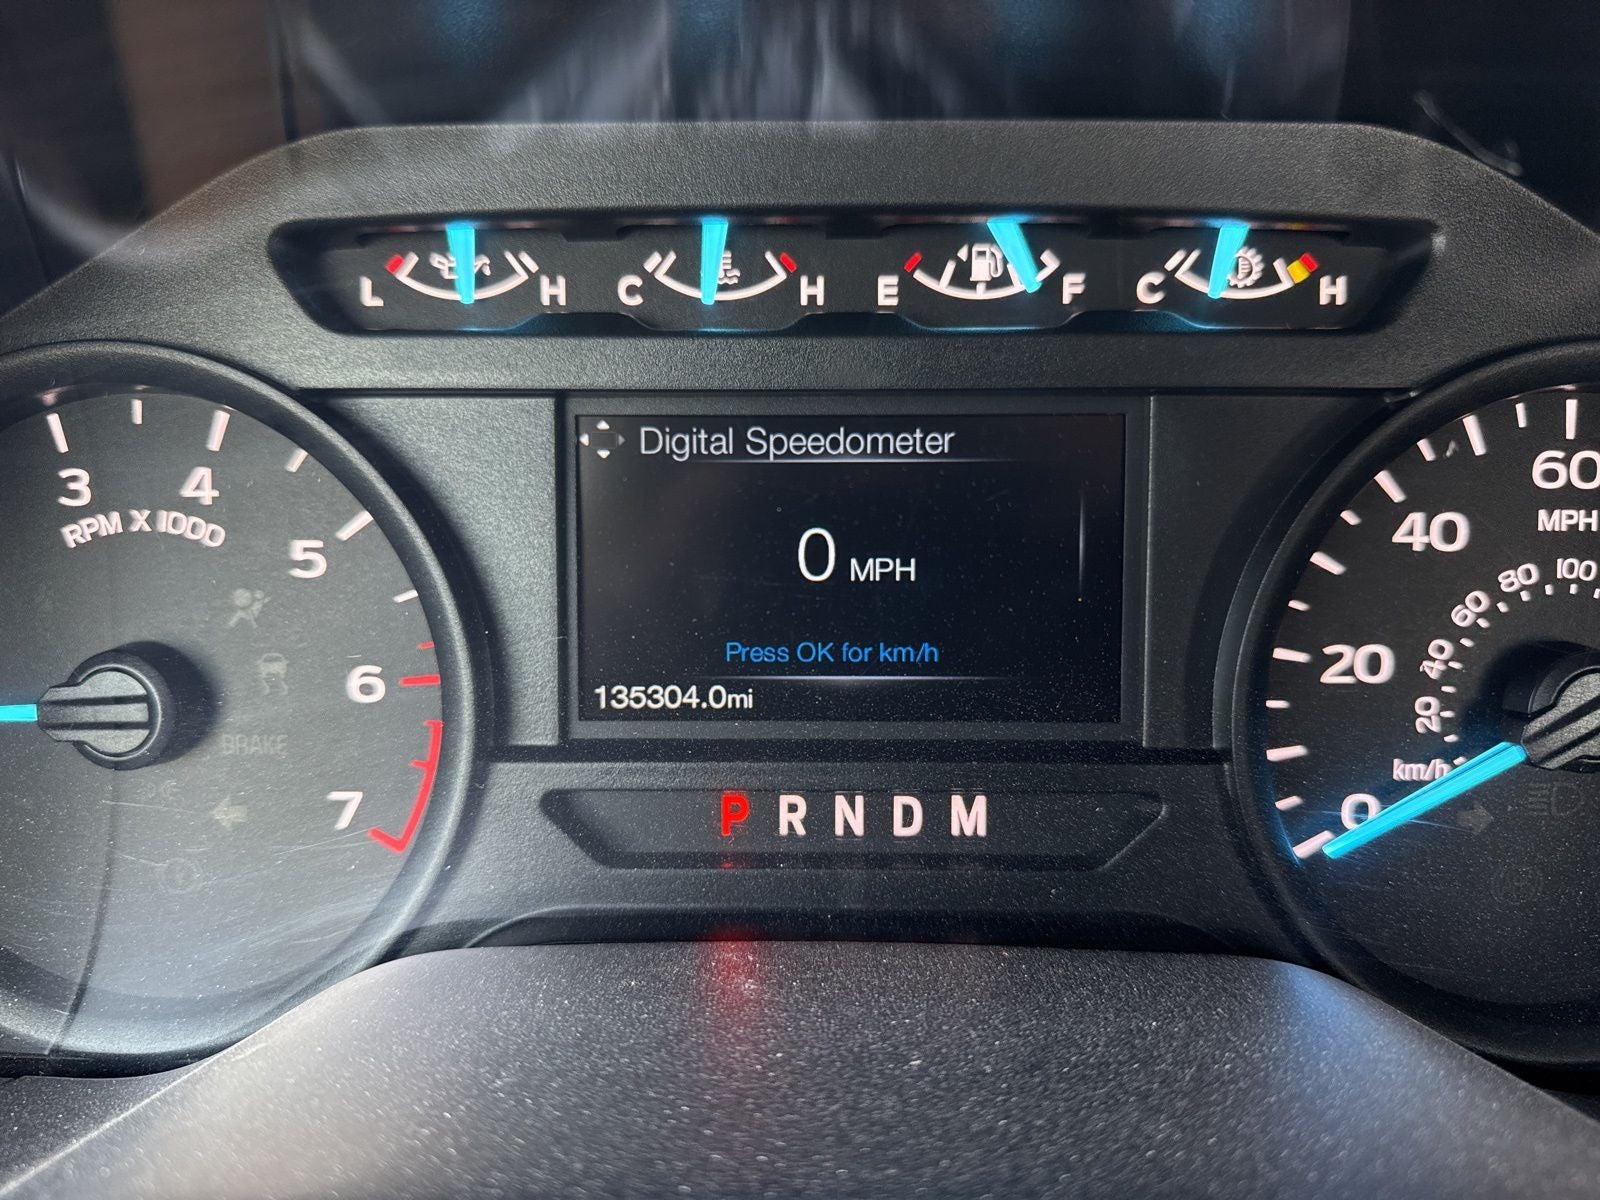 L H C H E F C H
Digital Speedometer
0 MPH
Press OK for km/h
135304.0mi
3 4 5 6 7
RPM X 1000
BRAKE
P R N D M
0 20 40 60
MPH
20 40 60 80 100
km/h